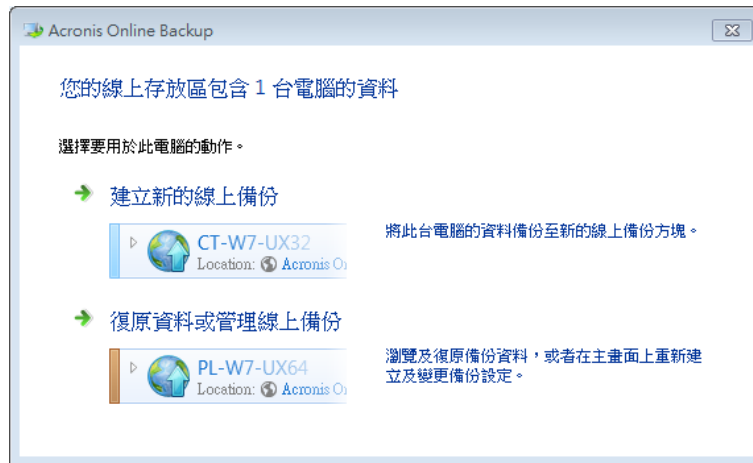 Acronis Online Backup
您的線上存放區包含 1 台電腦的資料
選擇要用於此電腦的動作。
建立新的線上備份
CT-W7-UX32
Location: Acronis
將此台電腦的資料備份至新的線上備份方塊。
復原資料或管理線上備份
PL-W7-UX64
Location: Acronis
瀏覽及復原備份資料，或者在主畫面上重新建
立及變更備份設定。